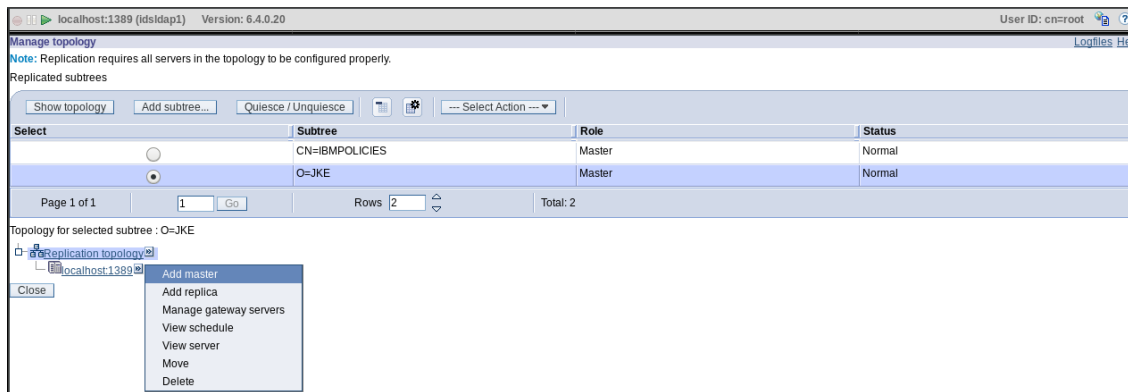 localhost:1389 (idsldap1) Version: 6.4.0.20 User ID: cn=root
Manage topology Logfiles He
Note: Replication requires all servers in the topology to be configured properly.
Replicated subtrees
Show topology Add subtree... Quiesce / Unquiesce --- Select Action ---
Select Subtree Role Status
CN=IBMPOLICIES Master Normal
O=JKE Master Normal
Page 1 of 1 1 Go Rows 2 Total: 2
Topology for selected subtree : O=JKE
Replication topology
localhost:1389
Add master
Close
Add replica
Manage gateway servers
View schedule
View server
Move
Delete